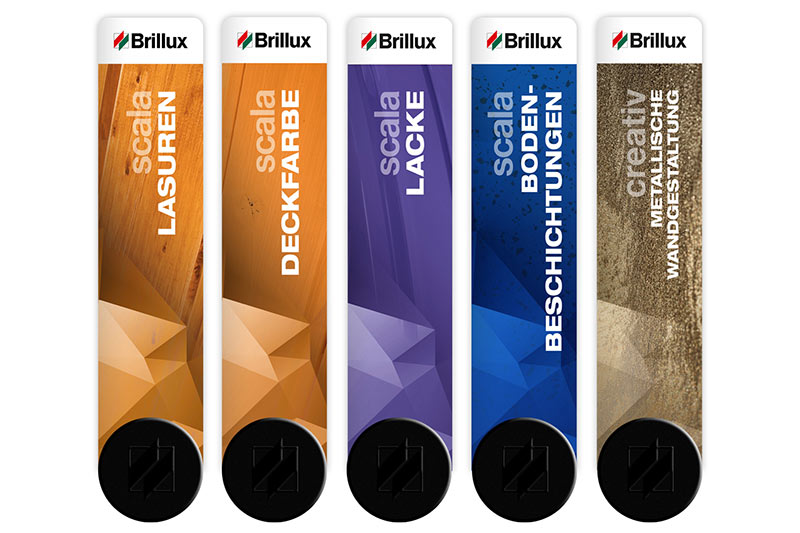 Brillux
scala
LASUREN
Brillux
scala
DECKFARBE
Brillux
scala
LACKE
Brillux
scala
BODEN-
BESCHICHTUNGEN
Brillux
creativ
METALLISCHE
WANDGESTALTUNG